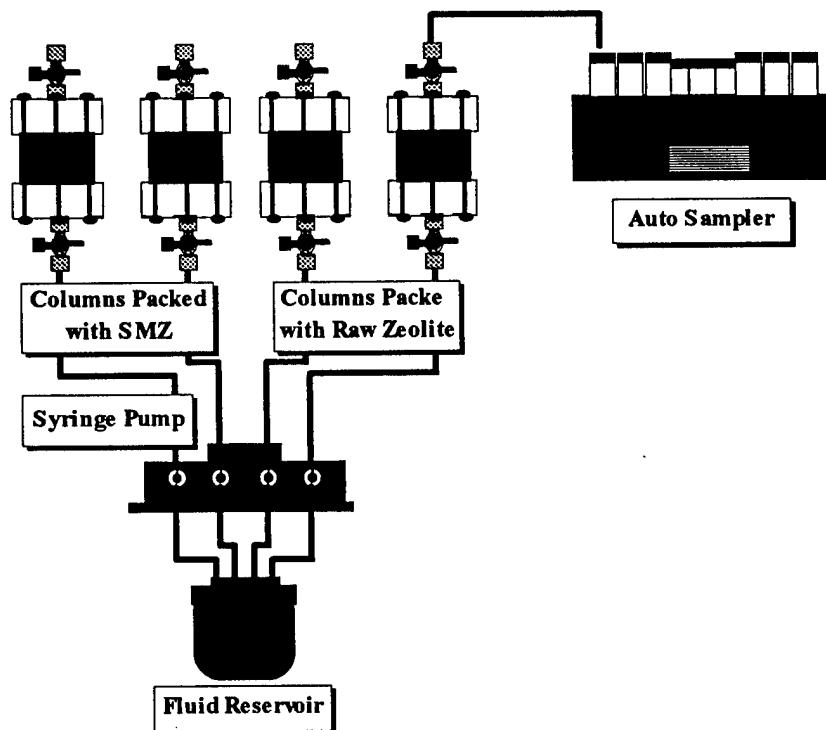 Auto Sampler
Columns Packed
with SMZ
Columns Packe
with Raw Zeolite
Syringe Pump
Fluid Reservoir